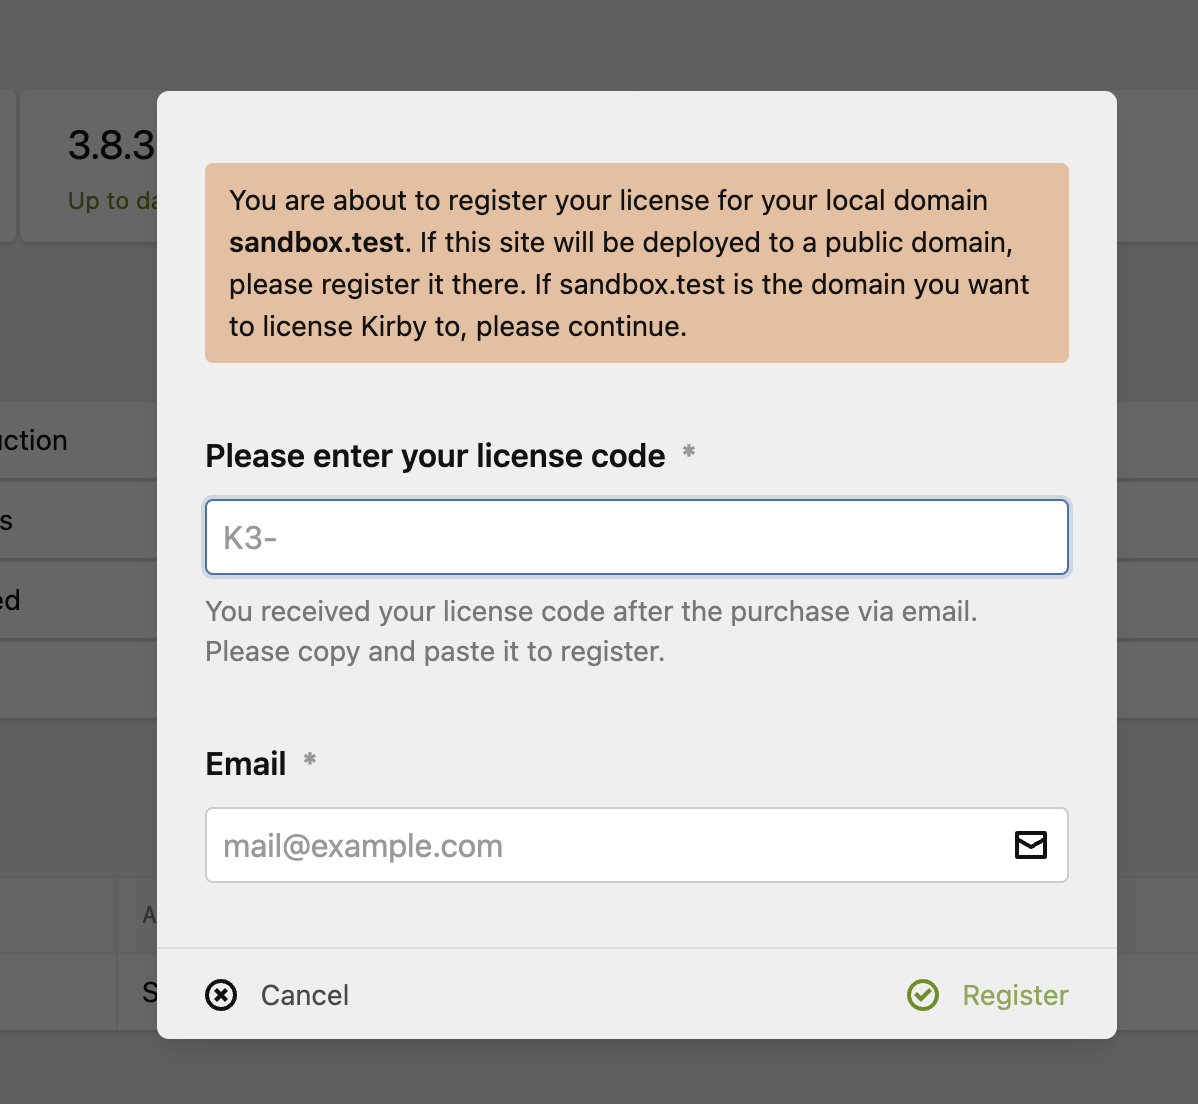 3.8.3
Up to
You are about to register your license for your local domain
sandbox.test. If this site will be deployed to a public domain,
please register it there. If sandbox.test is the domain you want
to license Kirby to, please continue.
Please enter your license code *
K3-
You received your license code after the purchase via email.
Please copy and paste it to register.
Email *
mail@example.com
Cancel
Register